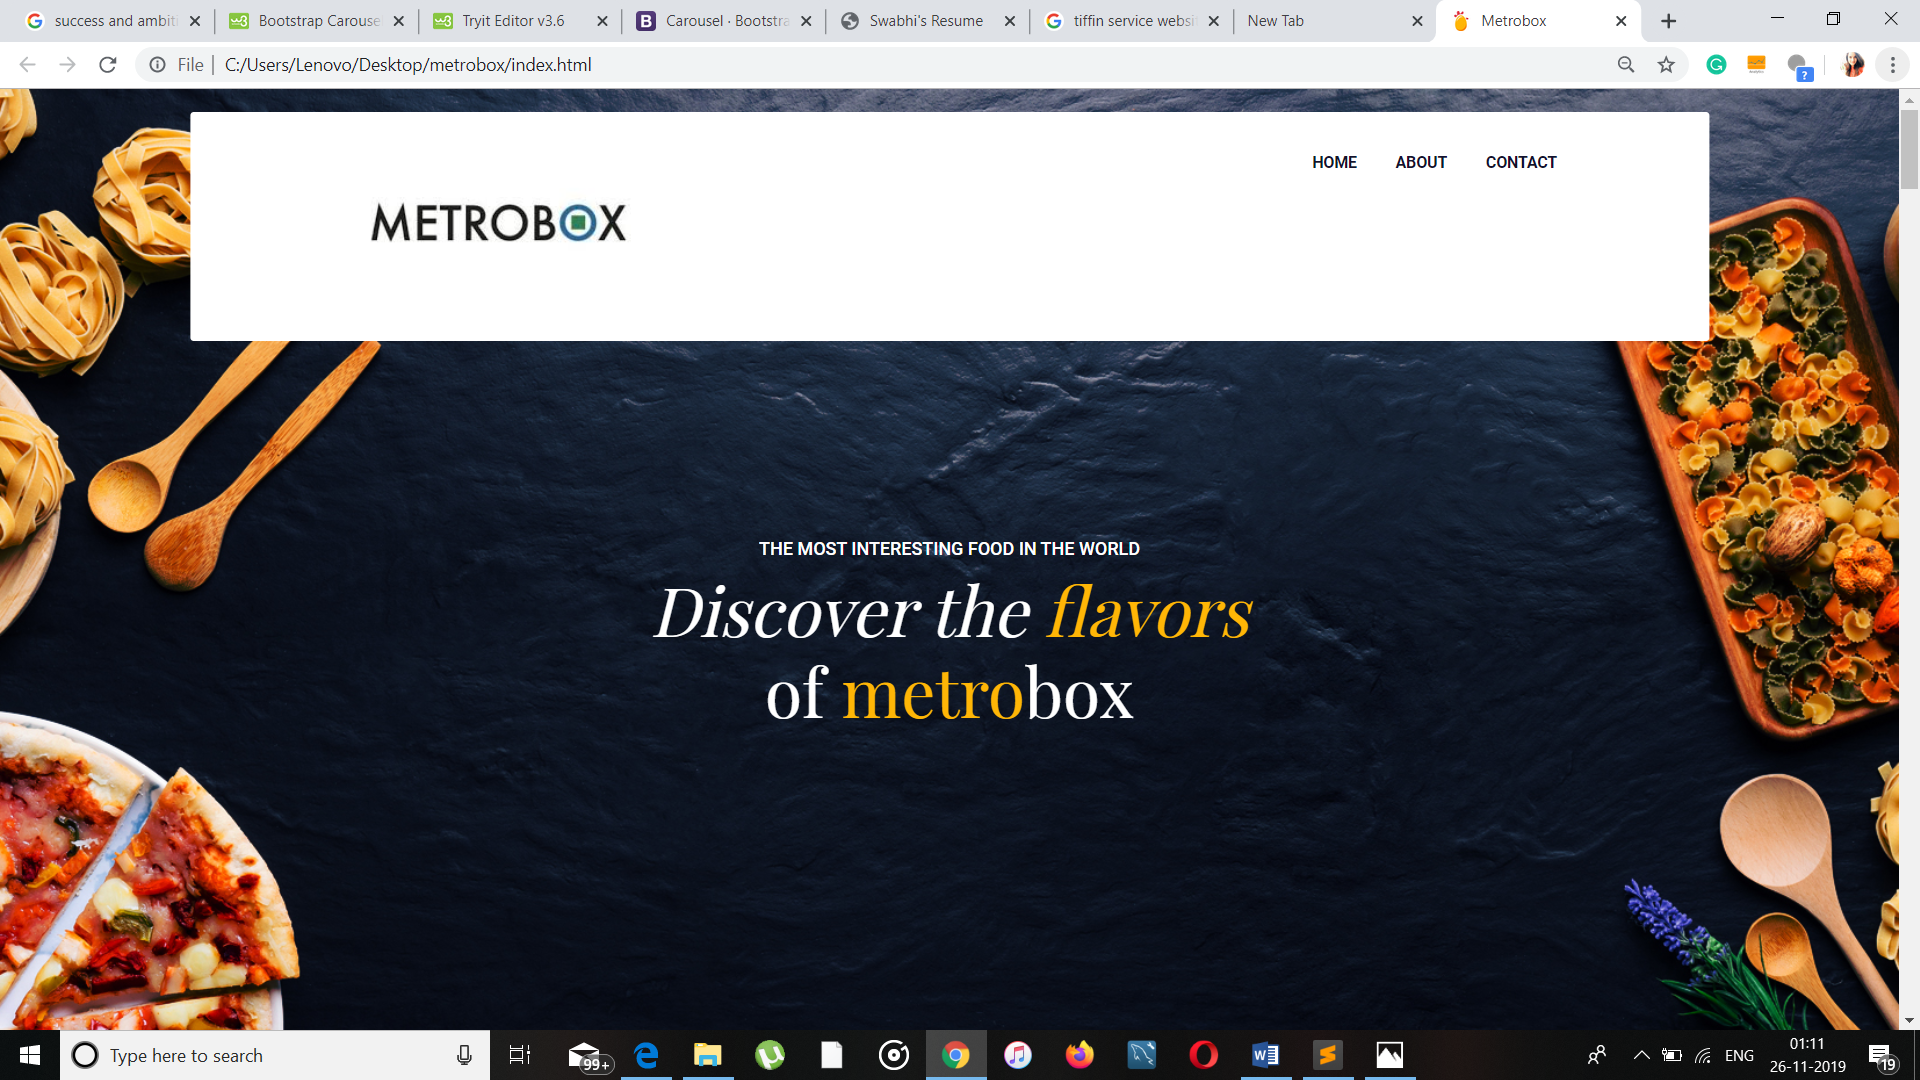 success and ambiti
Bootstrap Carouse
Tryit Editor v3.6
Carousel · Bootstra
Swabhi's Resume
tiffin service websi
New Tab
Metrobox
File
C:/Users/Lenovo/Desktop/metrobox/index.html
HOME ABOUT CONTACT
METROBOX
THE MOST INTERESTING FOOD IN THE WORLD
Discover the flavors
of metrobox
Type here to search
99+
ENG
01:11
26-11-2019
19